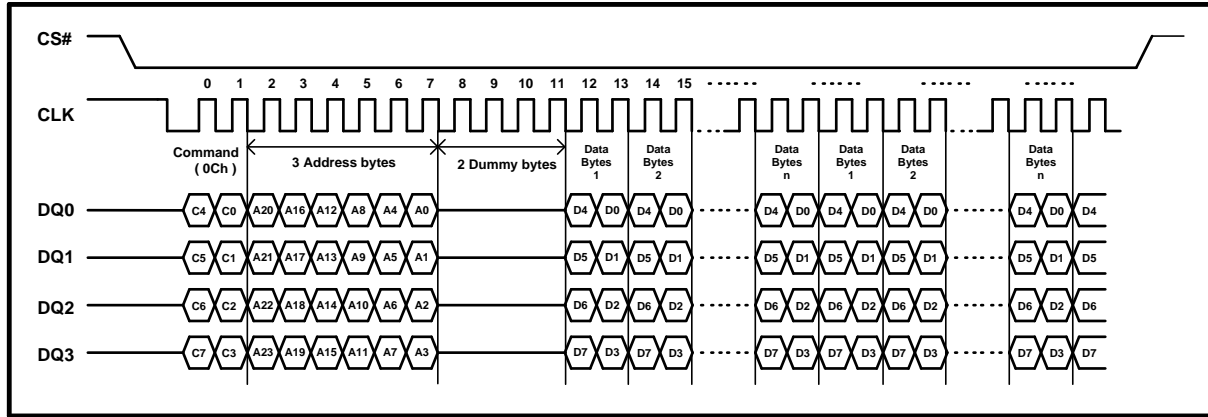 CS#
0 1 2 3 4 5 6 7 8 9 10 11 12 13 14 15
CLK
Command
( 0Ch )
3 Address bytes
2 Dummy bytes
Data
Bytes
1
Data
Bytes
2
Data
Bytes
n
Data
Bytes
1
Data
Bytes
2
Data
Bytes
n
DQ0 C4 C0 A20 A16 A12 A8 A4 A0 D4 D0 D4 D0 D4 D0 D4 D0 D4 D0 D4 D0 D4
DQ1 C5 C1 A21 A17 A13 A9 A5 A1 D5 D1 D5 D1 D5 D1 D5 D1 D5 D1 D5 D1 D5
DQ2 C6 C2 A22 A18 A14 A10 A6 A2 D6 D2 D6 D2 D6 D2 D6 D2 D6 D2 D6 D2 D6
DQ3 C7 C3 A23 A19 A15 A11 A7 A3 D7 D3 D7 D3 D7 D3 D7 D3 D7 D3 D7 D3 D7